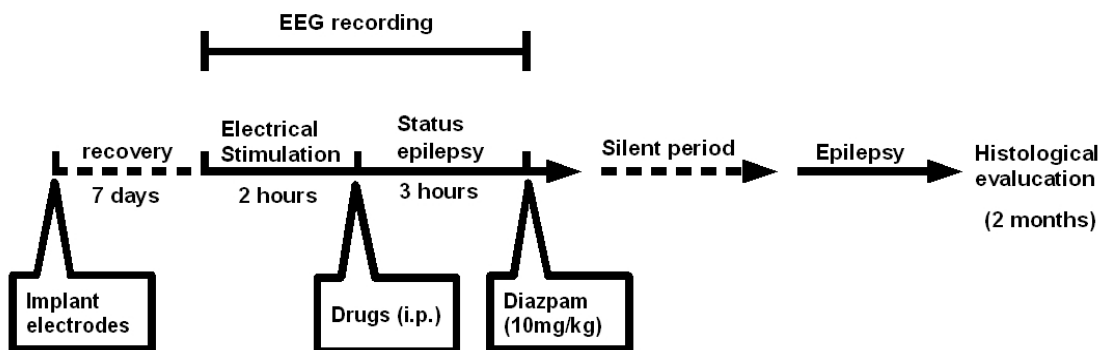 EEG recording
recovery
7 days
Electrical
Stimulation
2 hours
Status
epilepsy
3 hours
Silent period
Epilepsy
Histological
evalucation
(2 months)
Implant
electrodes
Drugs (i.p.)
Diazpam
(10mg/kg)